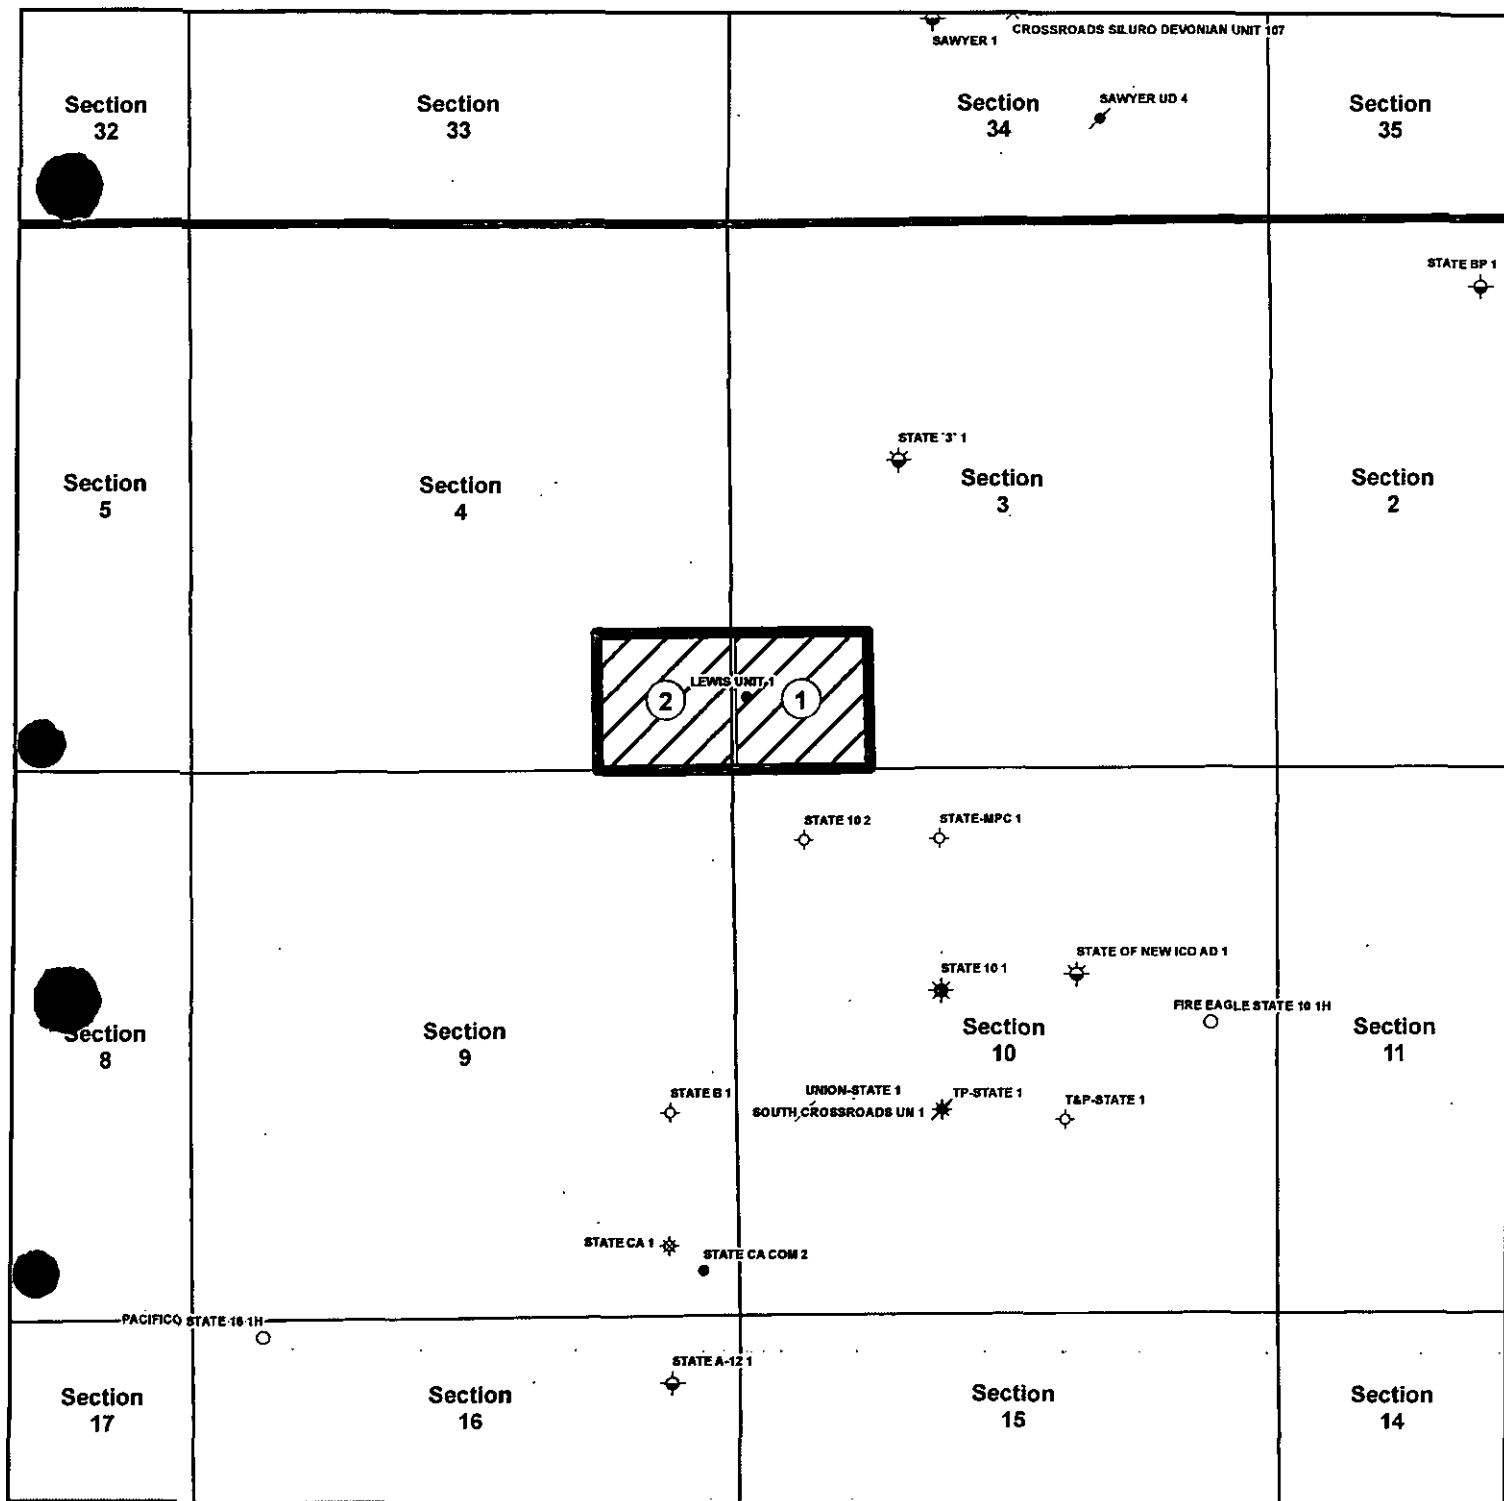 SAWYER 1
CROSSROADS SILURO DEVONIAN UNIT 107
Section
32
Section
33
Section
34
SAWYER UD 4
Section
35
STATE BP 1
STATE "3" 1
Section
5
Section
4
Section
3
Section
2
LEWIS UNIT 1
2
1
STATE 10 2
STATE-MPC 1
STATE OF NEW ICO AD 1
STATE 10 1
FIRE EAGLE STATE 10 1H
Section
8
Section
9
Section
10
Section
11
STATE B 1
UNION-STATE 1
SOUTH CROSSROADS UN 1
TP-STATE 1
T&P-STATE 1
STATE CA 1
STATE CA COM 2
PACIFICO STATE 16 1H
STATE A-12 1
Section
17
Section
16
Section
15
Section
14